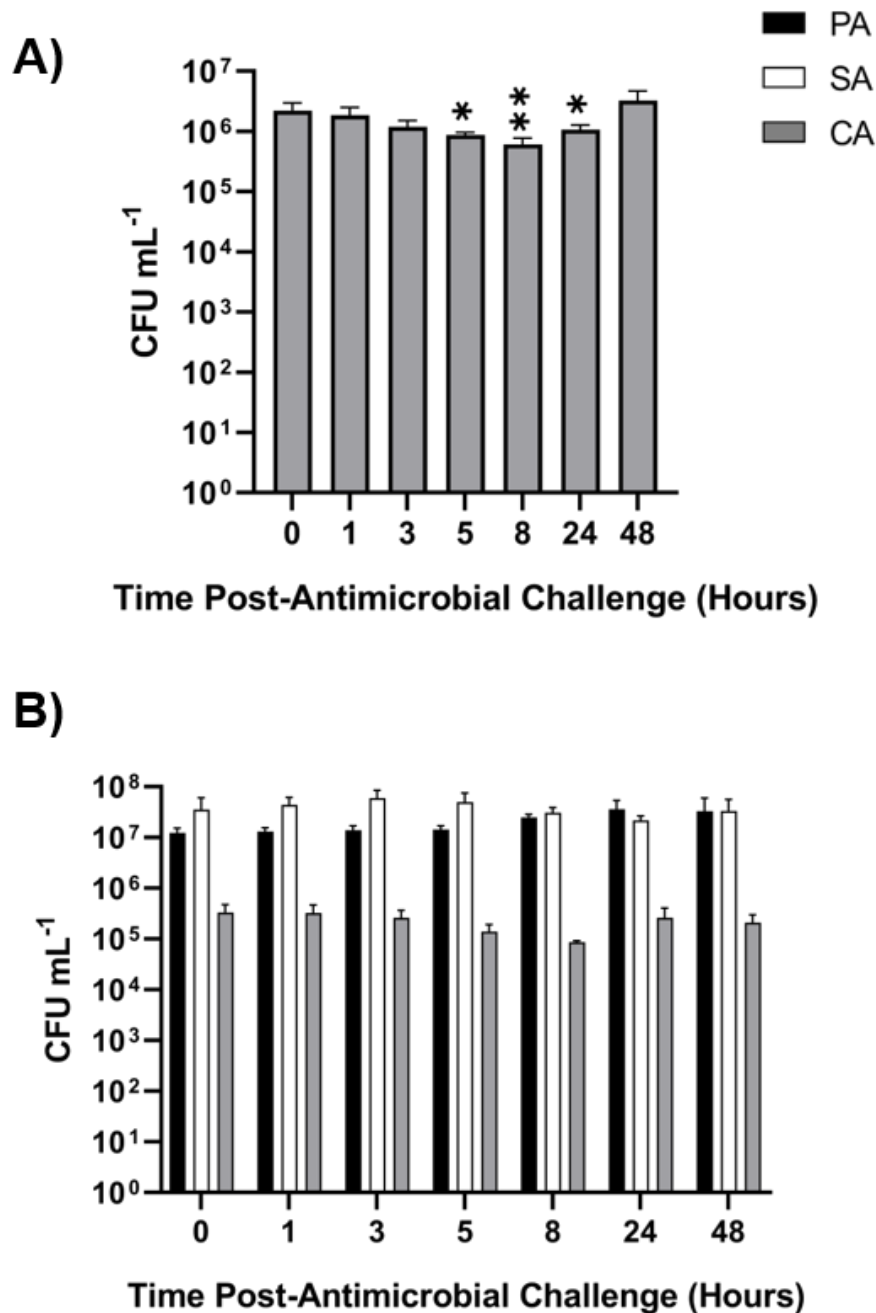 PA
SA
CA
A)
10⁷
10⁶
10⁵
10⁴
10³
10²
10¹
10⁰
CFU mL⁻¹
*
**
*
0 1 3 5 8 24 48
Time Post-Antimicrobial Challenge (Hours)
B)
10⁸
10⁷
10⁶
10⁵
10⁴
10³
10²
10¹
10⁰
CFU mL⁻¹
0 1 3 5 8 24 48
Time Post-Antimicrobial Challenge (Hours)